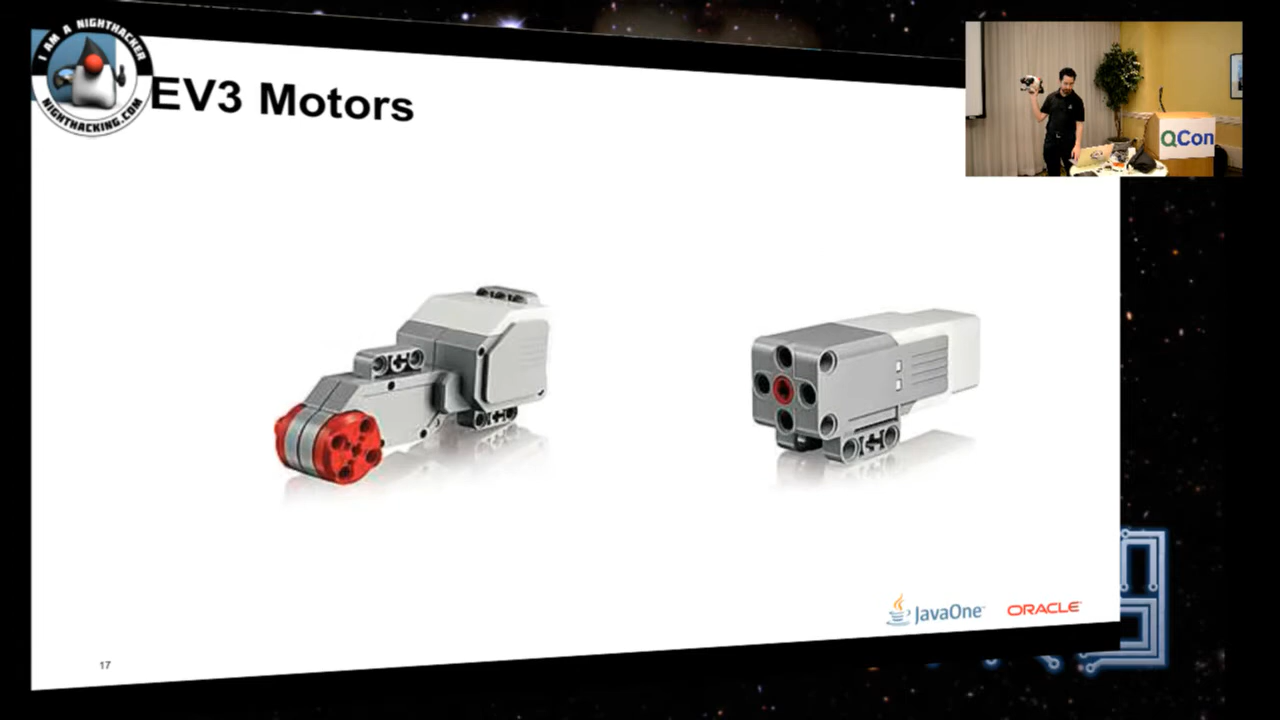 I AM A NIGHTHACKER
NIGHTHACKING.COM
EV3 Motors
QCon
JavaOne
ORACLE
17